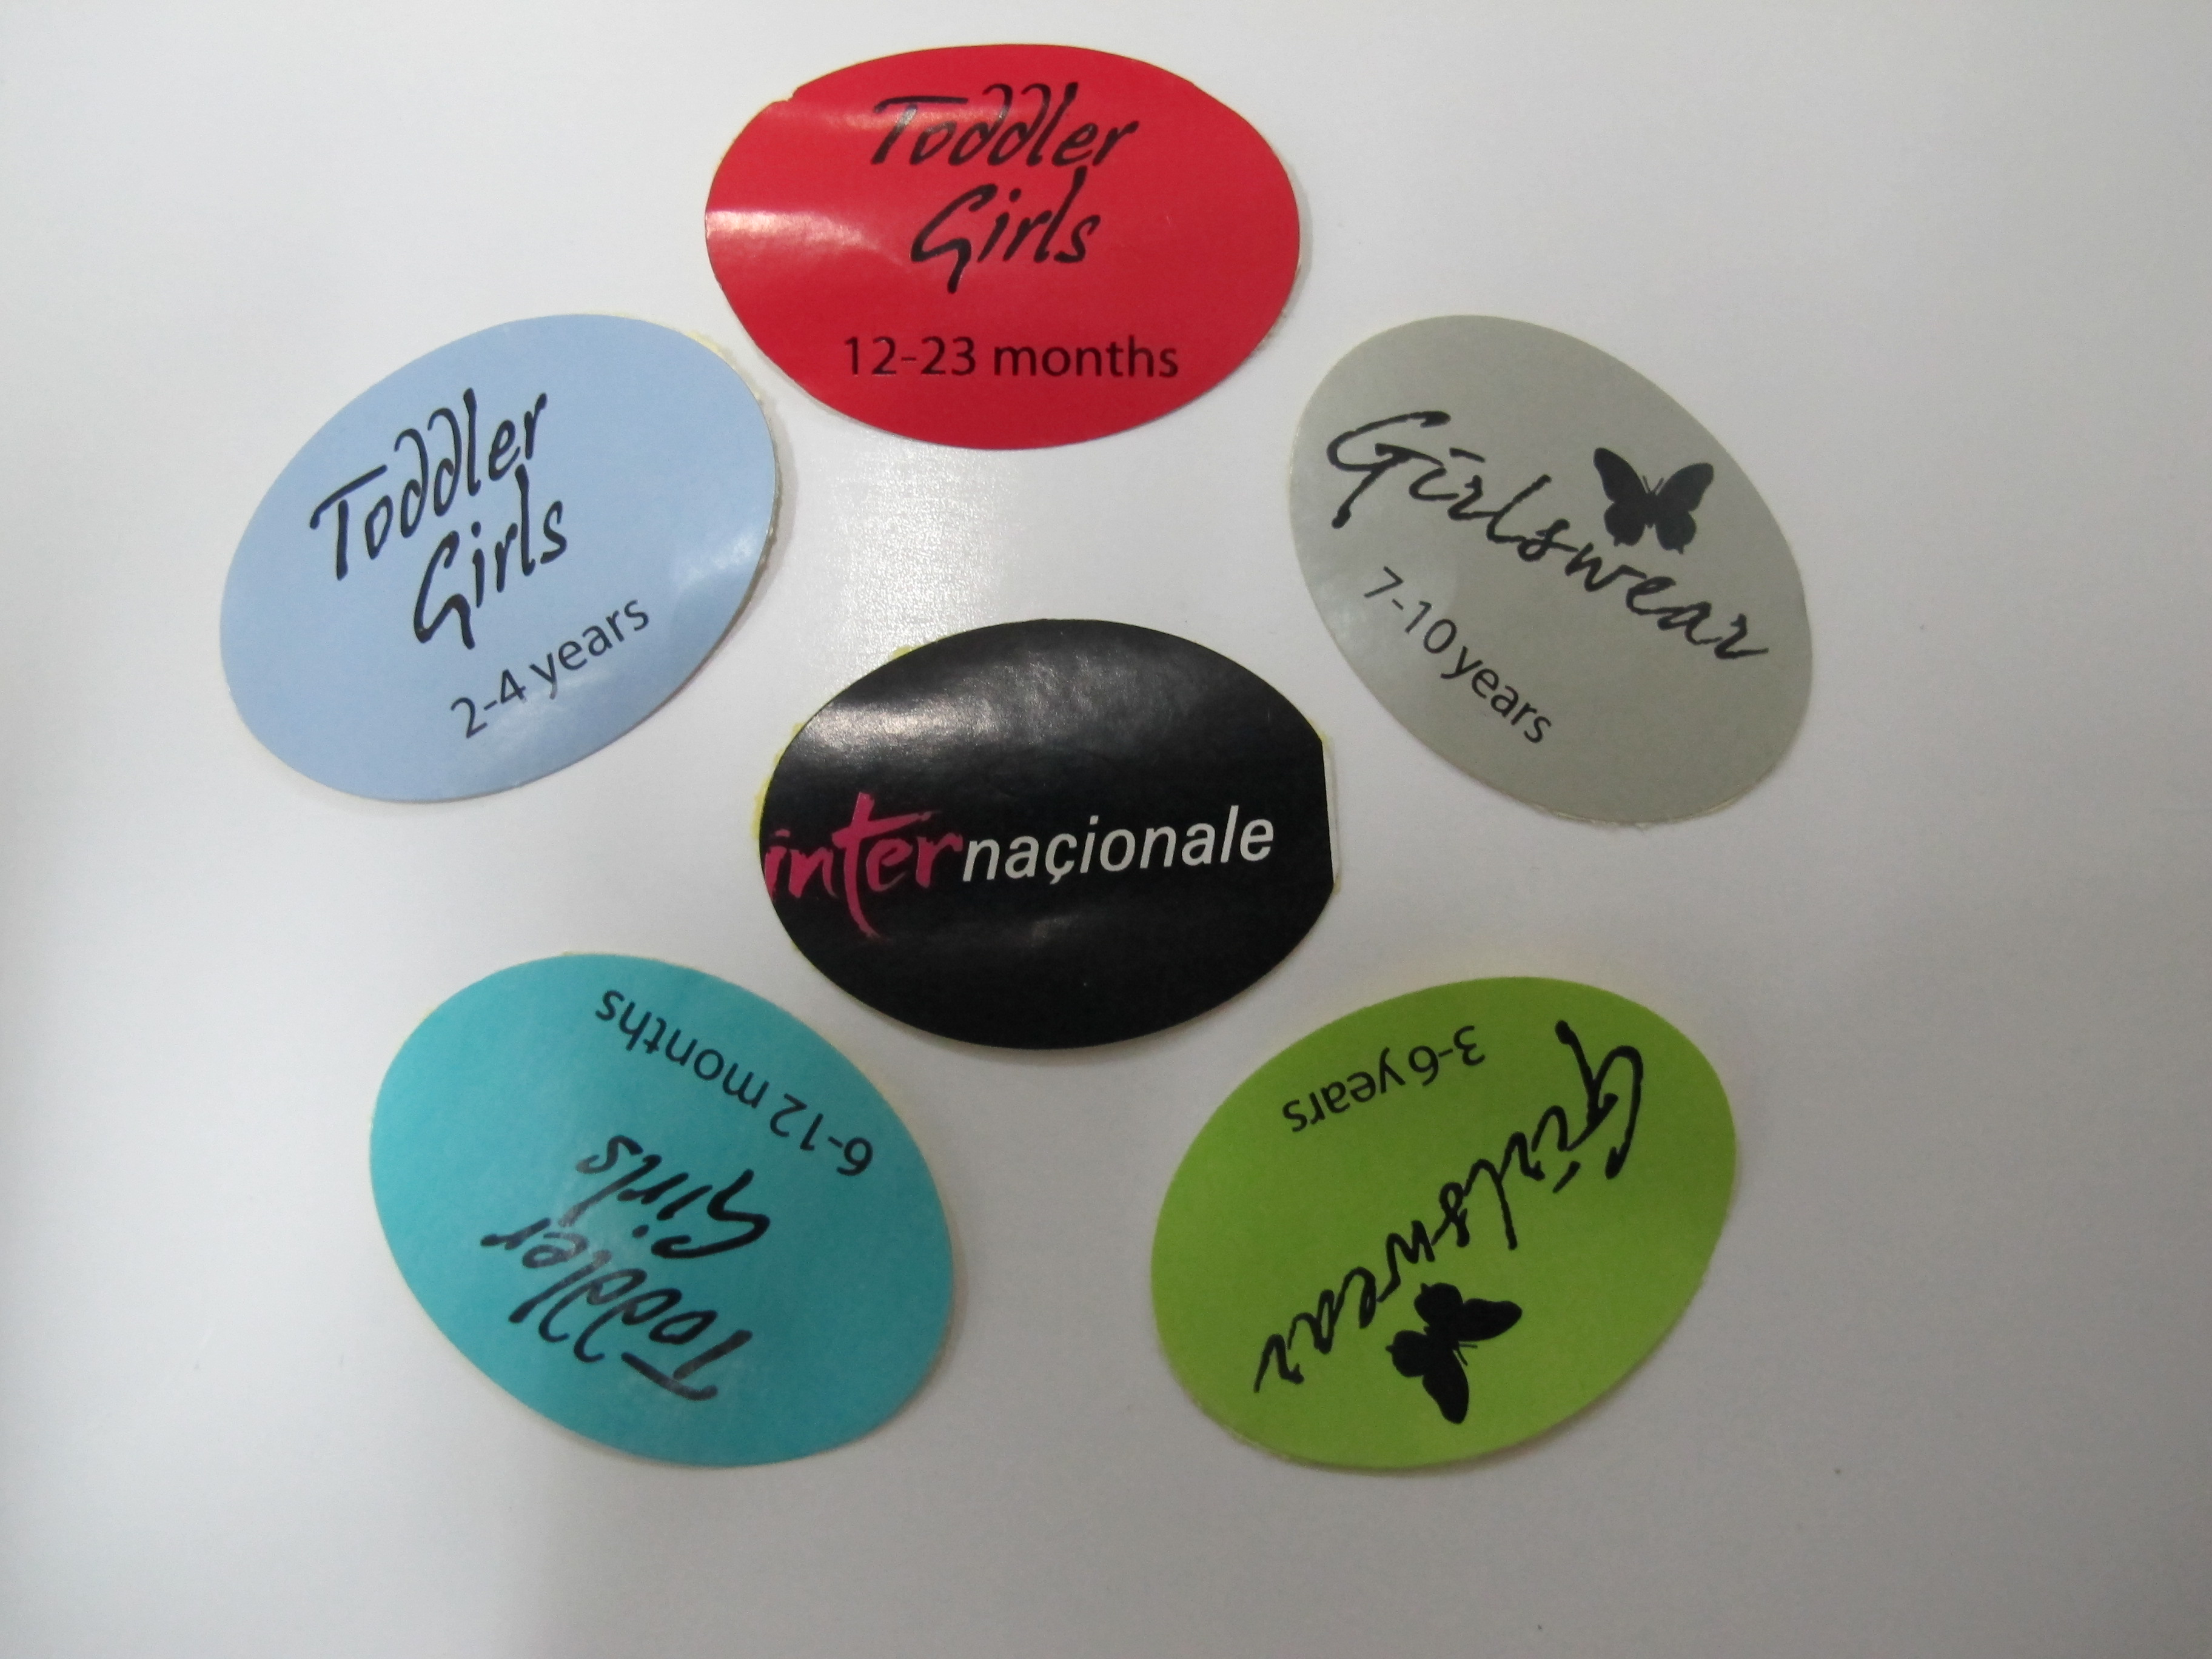 Toddler
Girls
12-23 months
Toddler
Girls
2-4 years
Girlswear
7-10 years
internaçionale
Toddler
Girls
6-12 months
Girlswear
3-6 years